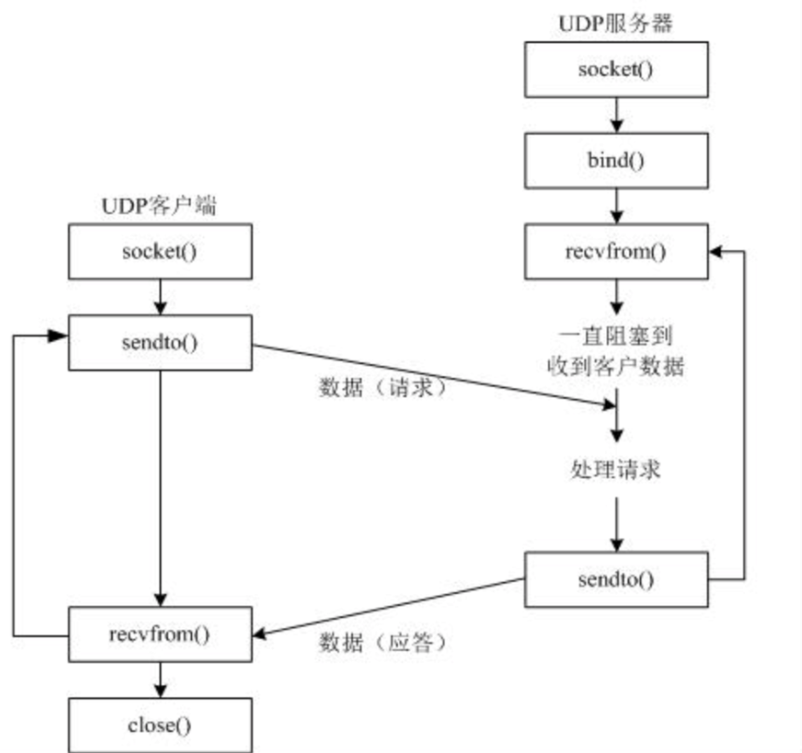 UDP服务器
socket()
bind()
recvfrom()
一直阻塞到
收到客户数据
处理请求
sendto()
UDP客户端
socket()
sendto()
数据（请求）
recvfrom()
数据（应答）
close()